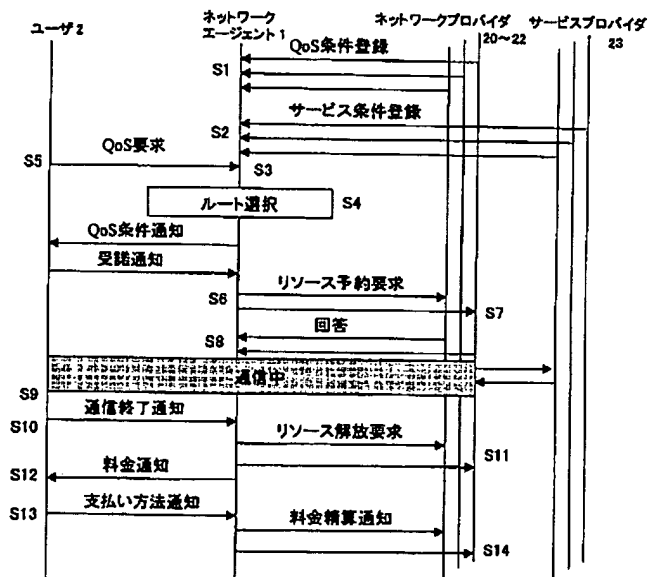 ユーザ2
ネットワーク
エージェント1
ネットワークプロバイダ
20～22
サービスプロバイダ
23
QoS条件登録
S1
サービス条件登録
S2
QoS要求
S5
S3
ルート選択
S4
QoS条件通知
受諾通知
リソース予約要求
S6
S7
回答
S8
通信中
S9
通信終了通知
S10
リソース解放要求
S11
料金通知
S12
支払い方法通知
S13
料金精算通知
S14